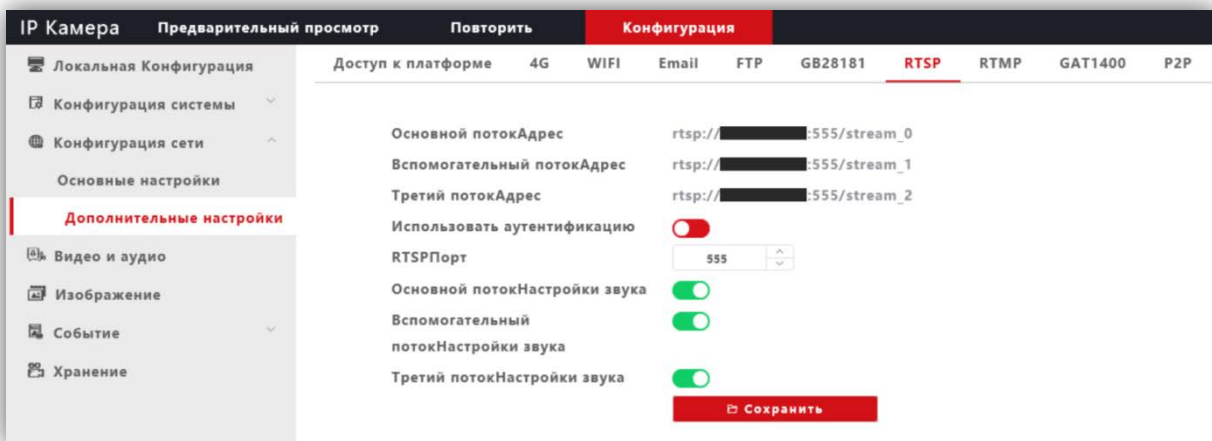 IP Камера Предварительный просмотр Повторить Конфигурация
Локальная Конфигурация
Конфигурация системы
Конфигурация сети
Основные настройки
Дополнительные настройки
Видео и аудио
Изображение
Событие
Хранение
Доступ к платформе 4G WIFI Email FTP GB28181 RTSP RTMP GAT1400 P2P
Основной потокАдрес rtsp:// :555/stream_0
Вспомогательный потокАдрес rtsp:// :555/stream_1
Третий потокАдрес rtsp:// :555/stream_2
Использовать аутентификацию
RTSPПорт 555
Основной потокНастройки звука
Вспомогательный
потокНастройки звука
Третий потокНастройки звука
Сохранить